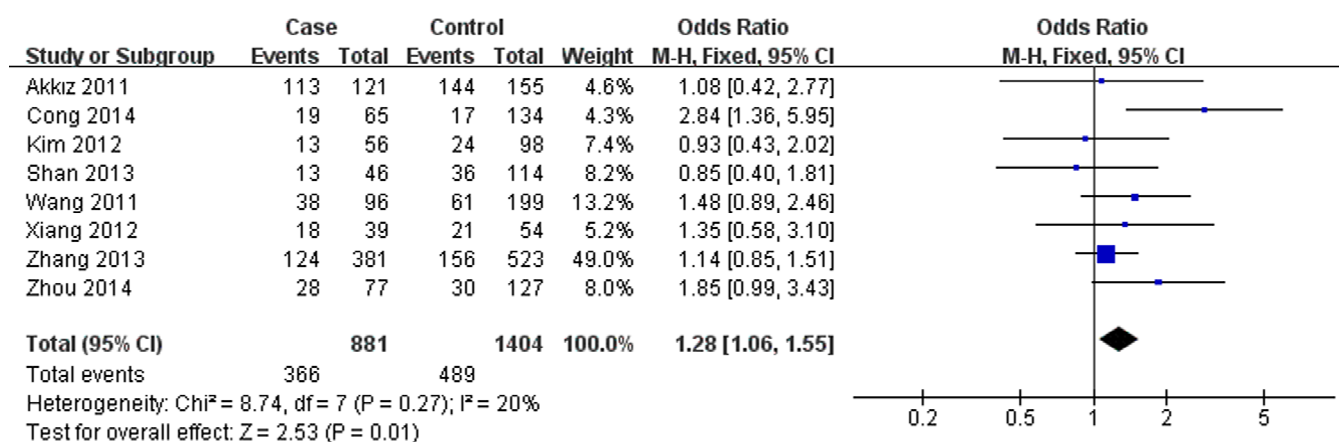 Case Control Odds Ratio Odds Ratio
Study or Subgroup Events Total Events Total Weight M-H, Fixed, 95% CI M-H, Fixed, 95% CI
Akkız 2011 113 121 144 155 4.6% 1.08 [0.42, 2.77]
Cong 2014 19 65 17 134 4.3% 2.84 [1.36, 5.95]
Kim 2012 13 56 24 98 7.4% 0.93 [0.43, 2.02]
Shan 2013 13 46 36 114 8.2% 0.85 [0.40, 1.81]
Wang 2011 38 96 61 199 13.2% 1.48 [0.89, 2.46]
Xiang 2012 18 39 21 54 5.2% 1.35 [0.58, 3.10]
Zhang 2013 124 381 156 523 49.0% 1.14 [0.85, 1.51]
Zhou 2014 28 77 30 127 8.0% 1.85 [0.99, 3.43]
Total (95% CI) 881 1404 100.0% 1.28 [1.06, 1.55]
Total events 366 489
Heterogeneity: Chi² = 8.74, df = 7 (P = 0.27); I² = 20%
Test for overall effect: Z = 2.53 (P = 0.01)
0.2 0.5 1 2 5